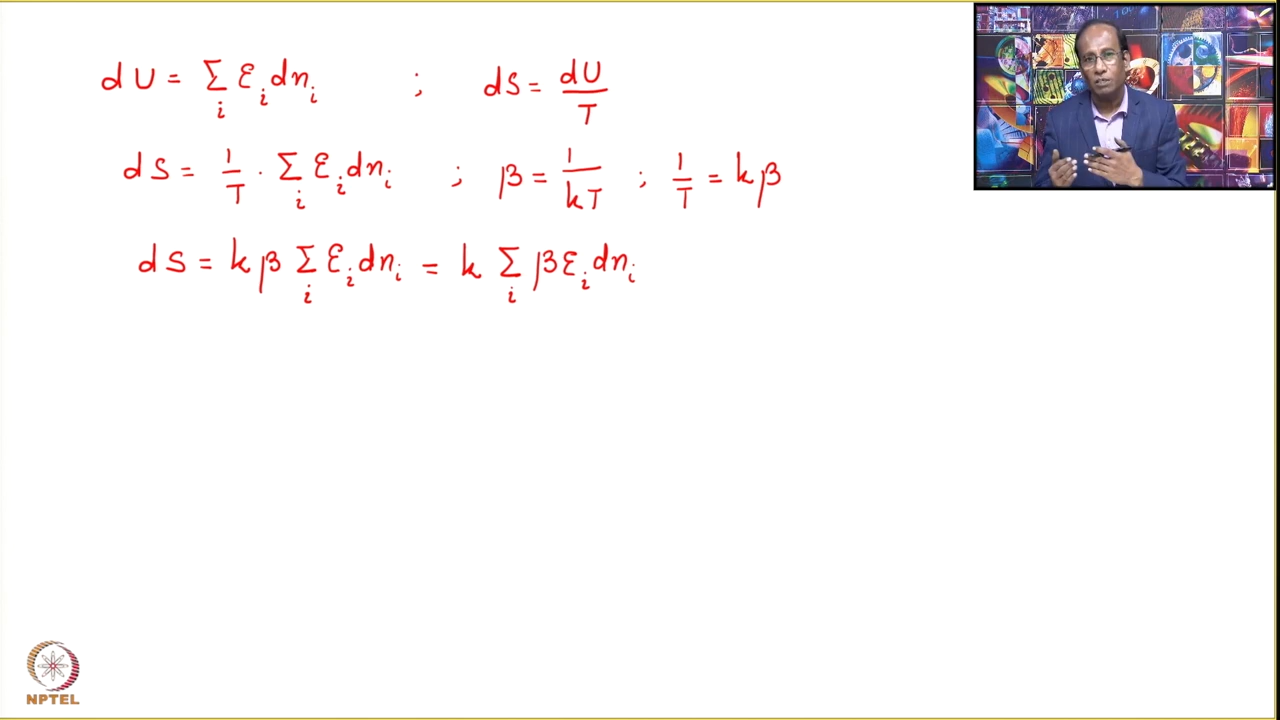 dU = Σ_i ε_i dn_i ; dS = dU/T
dS = 1/T · Σ_i ε_i dn_i ; β = 1/kT ; 1/T = kβ
dS = kβ Σ_i ε_i dn_i = k Σ_i βε_i dn_i
NPTEL